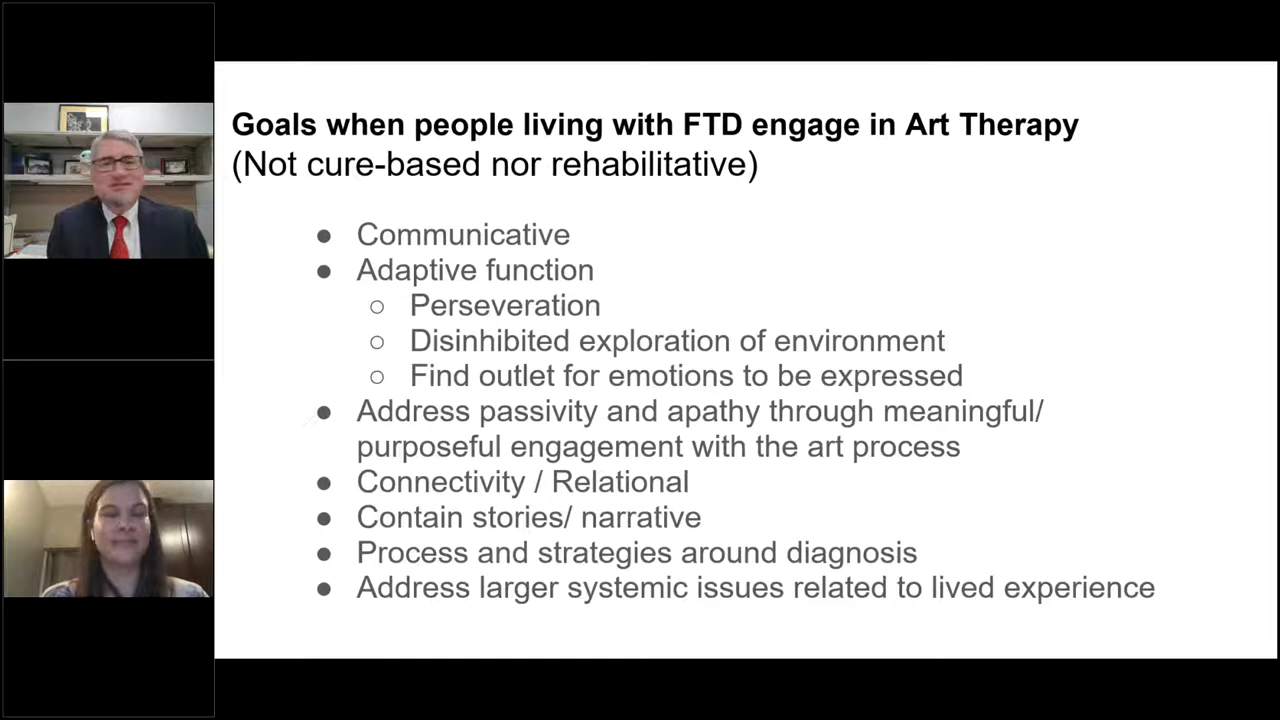 Goals when people living with FTD engage in Art Therapy
(Not cure-based nor rehabilitative)
● Communicative
● Adaptive function
○ Perseveration
○ Disinhibited exploration of environment
○ Find outlet for emotions to be expressed
● Address passivity and apathy through meaningful/
purposeful engagement with the art process
● Connectivity / Relational
● Contain stories/ narrative
● Process and strategies around diagnosis
● Address larger systemic issues related to lived experience